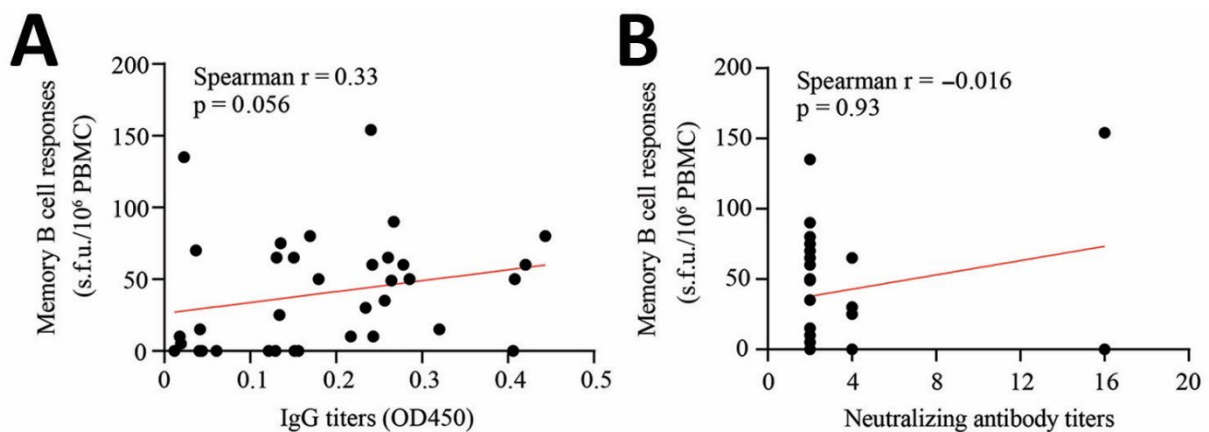 A
Memory B cell responses
(s.f.u./10⁶ PBMC)
200
150
100
50
0
Spearman r = 0.33
p = 0.056
0
0.1
0.2
0.3
0.4
0.5
IgG titers (OD450)
B
Memory B cell responses
(s.f.u./10⁶ PBMC)
200
150
100
50
0
Spearman r = –0.016
p = 0.93
0
4
8
12
16
20
Neutralizing antibody titers